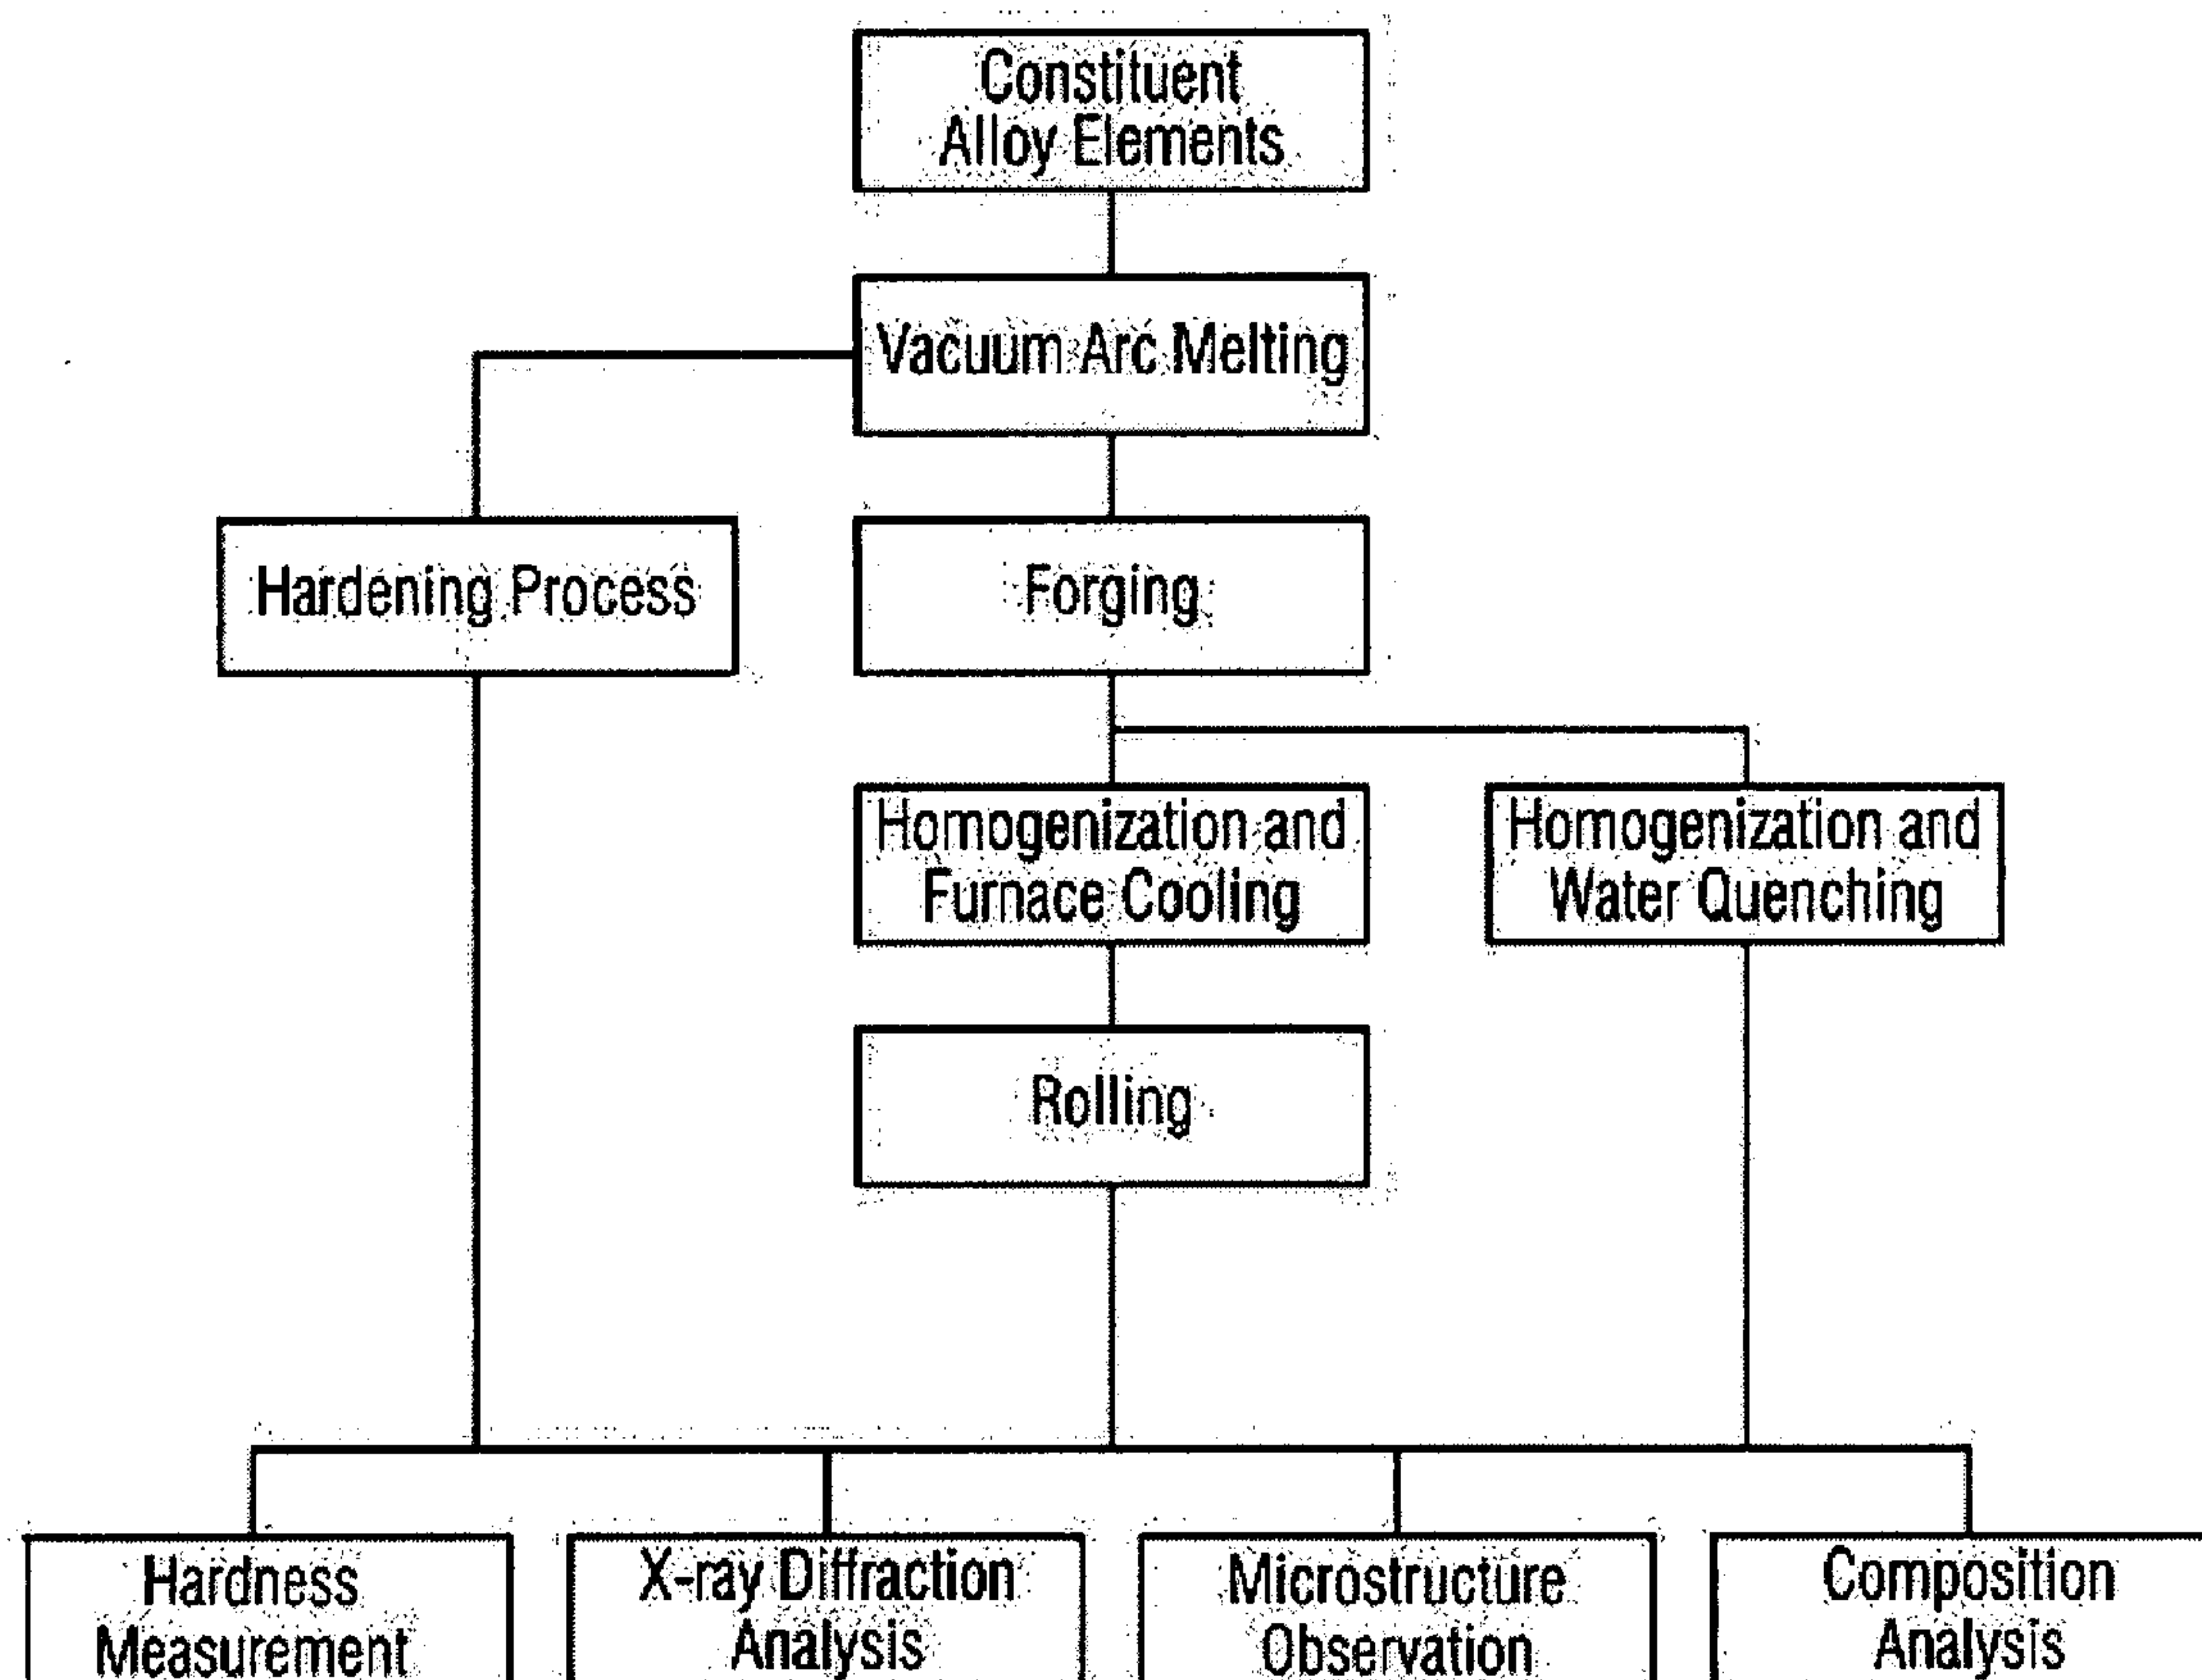 Constituent
Alloy Elements
Vacuum Arc Melting
Hardening Process
Forging
Homogenization and
Furnace Cooling
Homogenization and
Water Quenching
Rolling
Hardness
Measurement
X-ray Diffraction
Analysis
Microstructure
Observation
Composition
Analysis